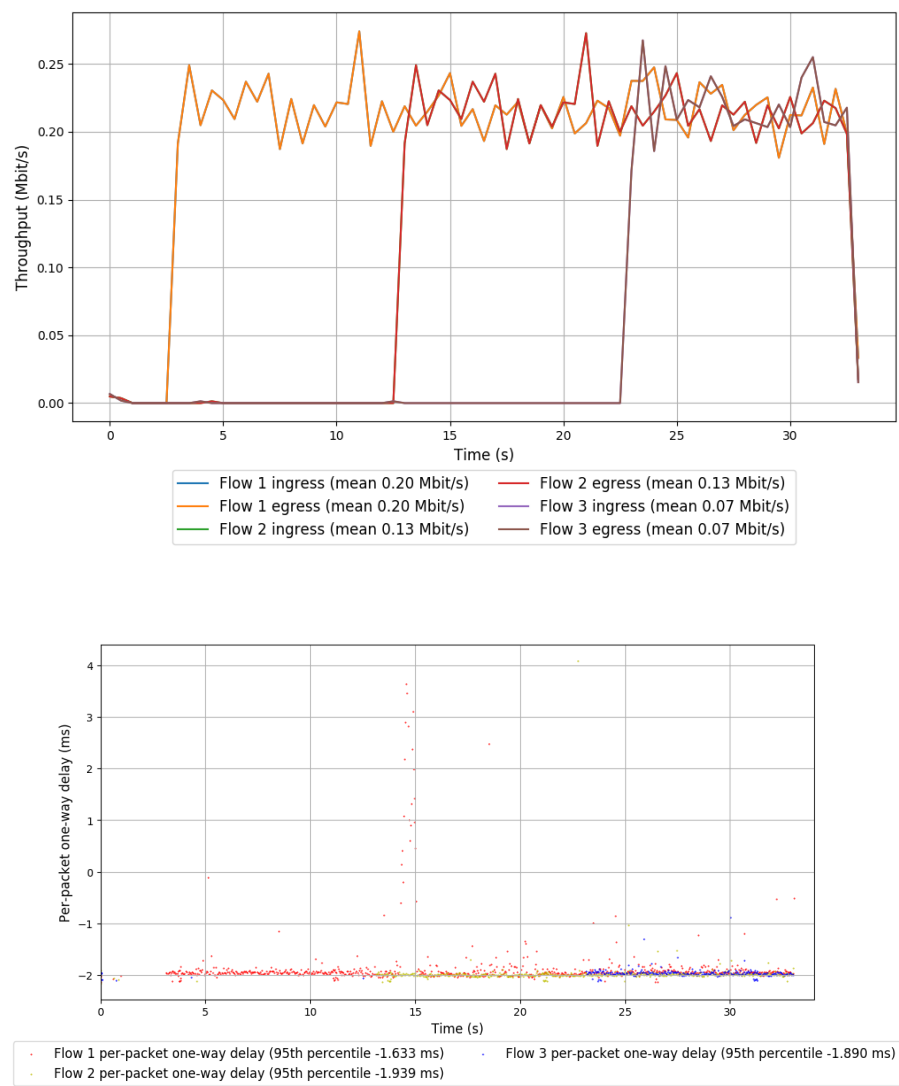 0.25
0.20
0.15
0.10
0.05
0.00
Throughput (Mbit/s)
0 5 10 15 20 25 30
Time (s)
Flow 1 ingress (mean 0.20 Mbit/s) Flow 2 egress (mean 0.13 Mbit/s)
Flow 1 egress (mean 0.20 Mbit/s) Flow 3 ingress (mean 0.07 Mbit/s)
Flow 2 ingress (mean 0.13 Mbit/s) Flow 3 egress (mean 0.07 Mbit/s)
4
3
2
1
0
−1
−2
Per-packet one-way delay (ms)
0 5 10 15 20 25 30
Time (s)
Flow 1 per-packet one-way delay (95th percentile -1.633 ms) Flow 3 per-packet one-way delay (95th percentile -1.890 ms)
Flow 2 per-packet one-way delay (95th percentile -1.939 ms)